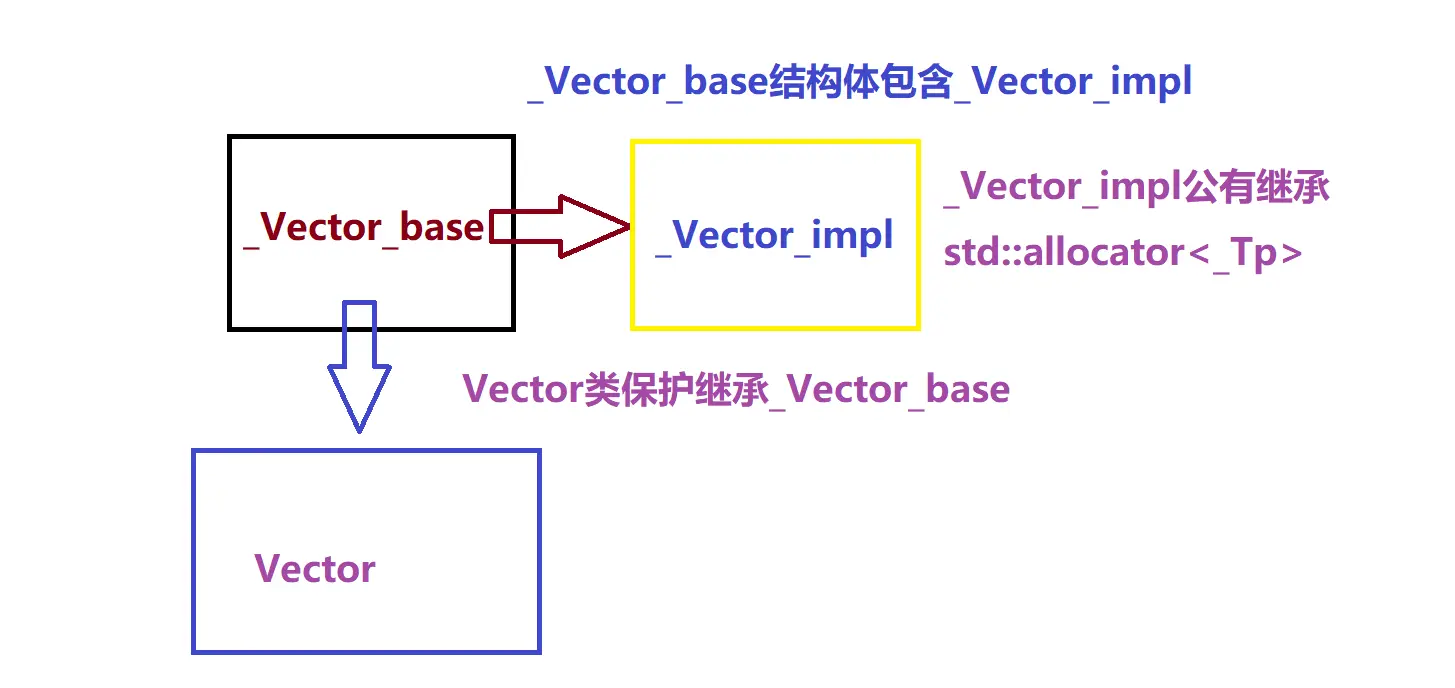 _Vector_base结构体包含_Vector_impl
_Vector_base
_Vector_impl
_Vector_impl公有继承
std::allocator<_Tp>
Vector类保护继承_Vector_base
Vector